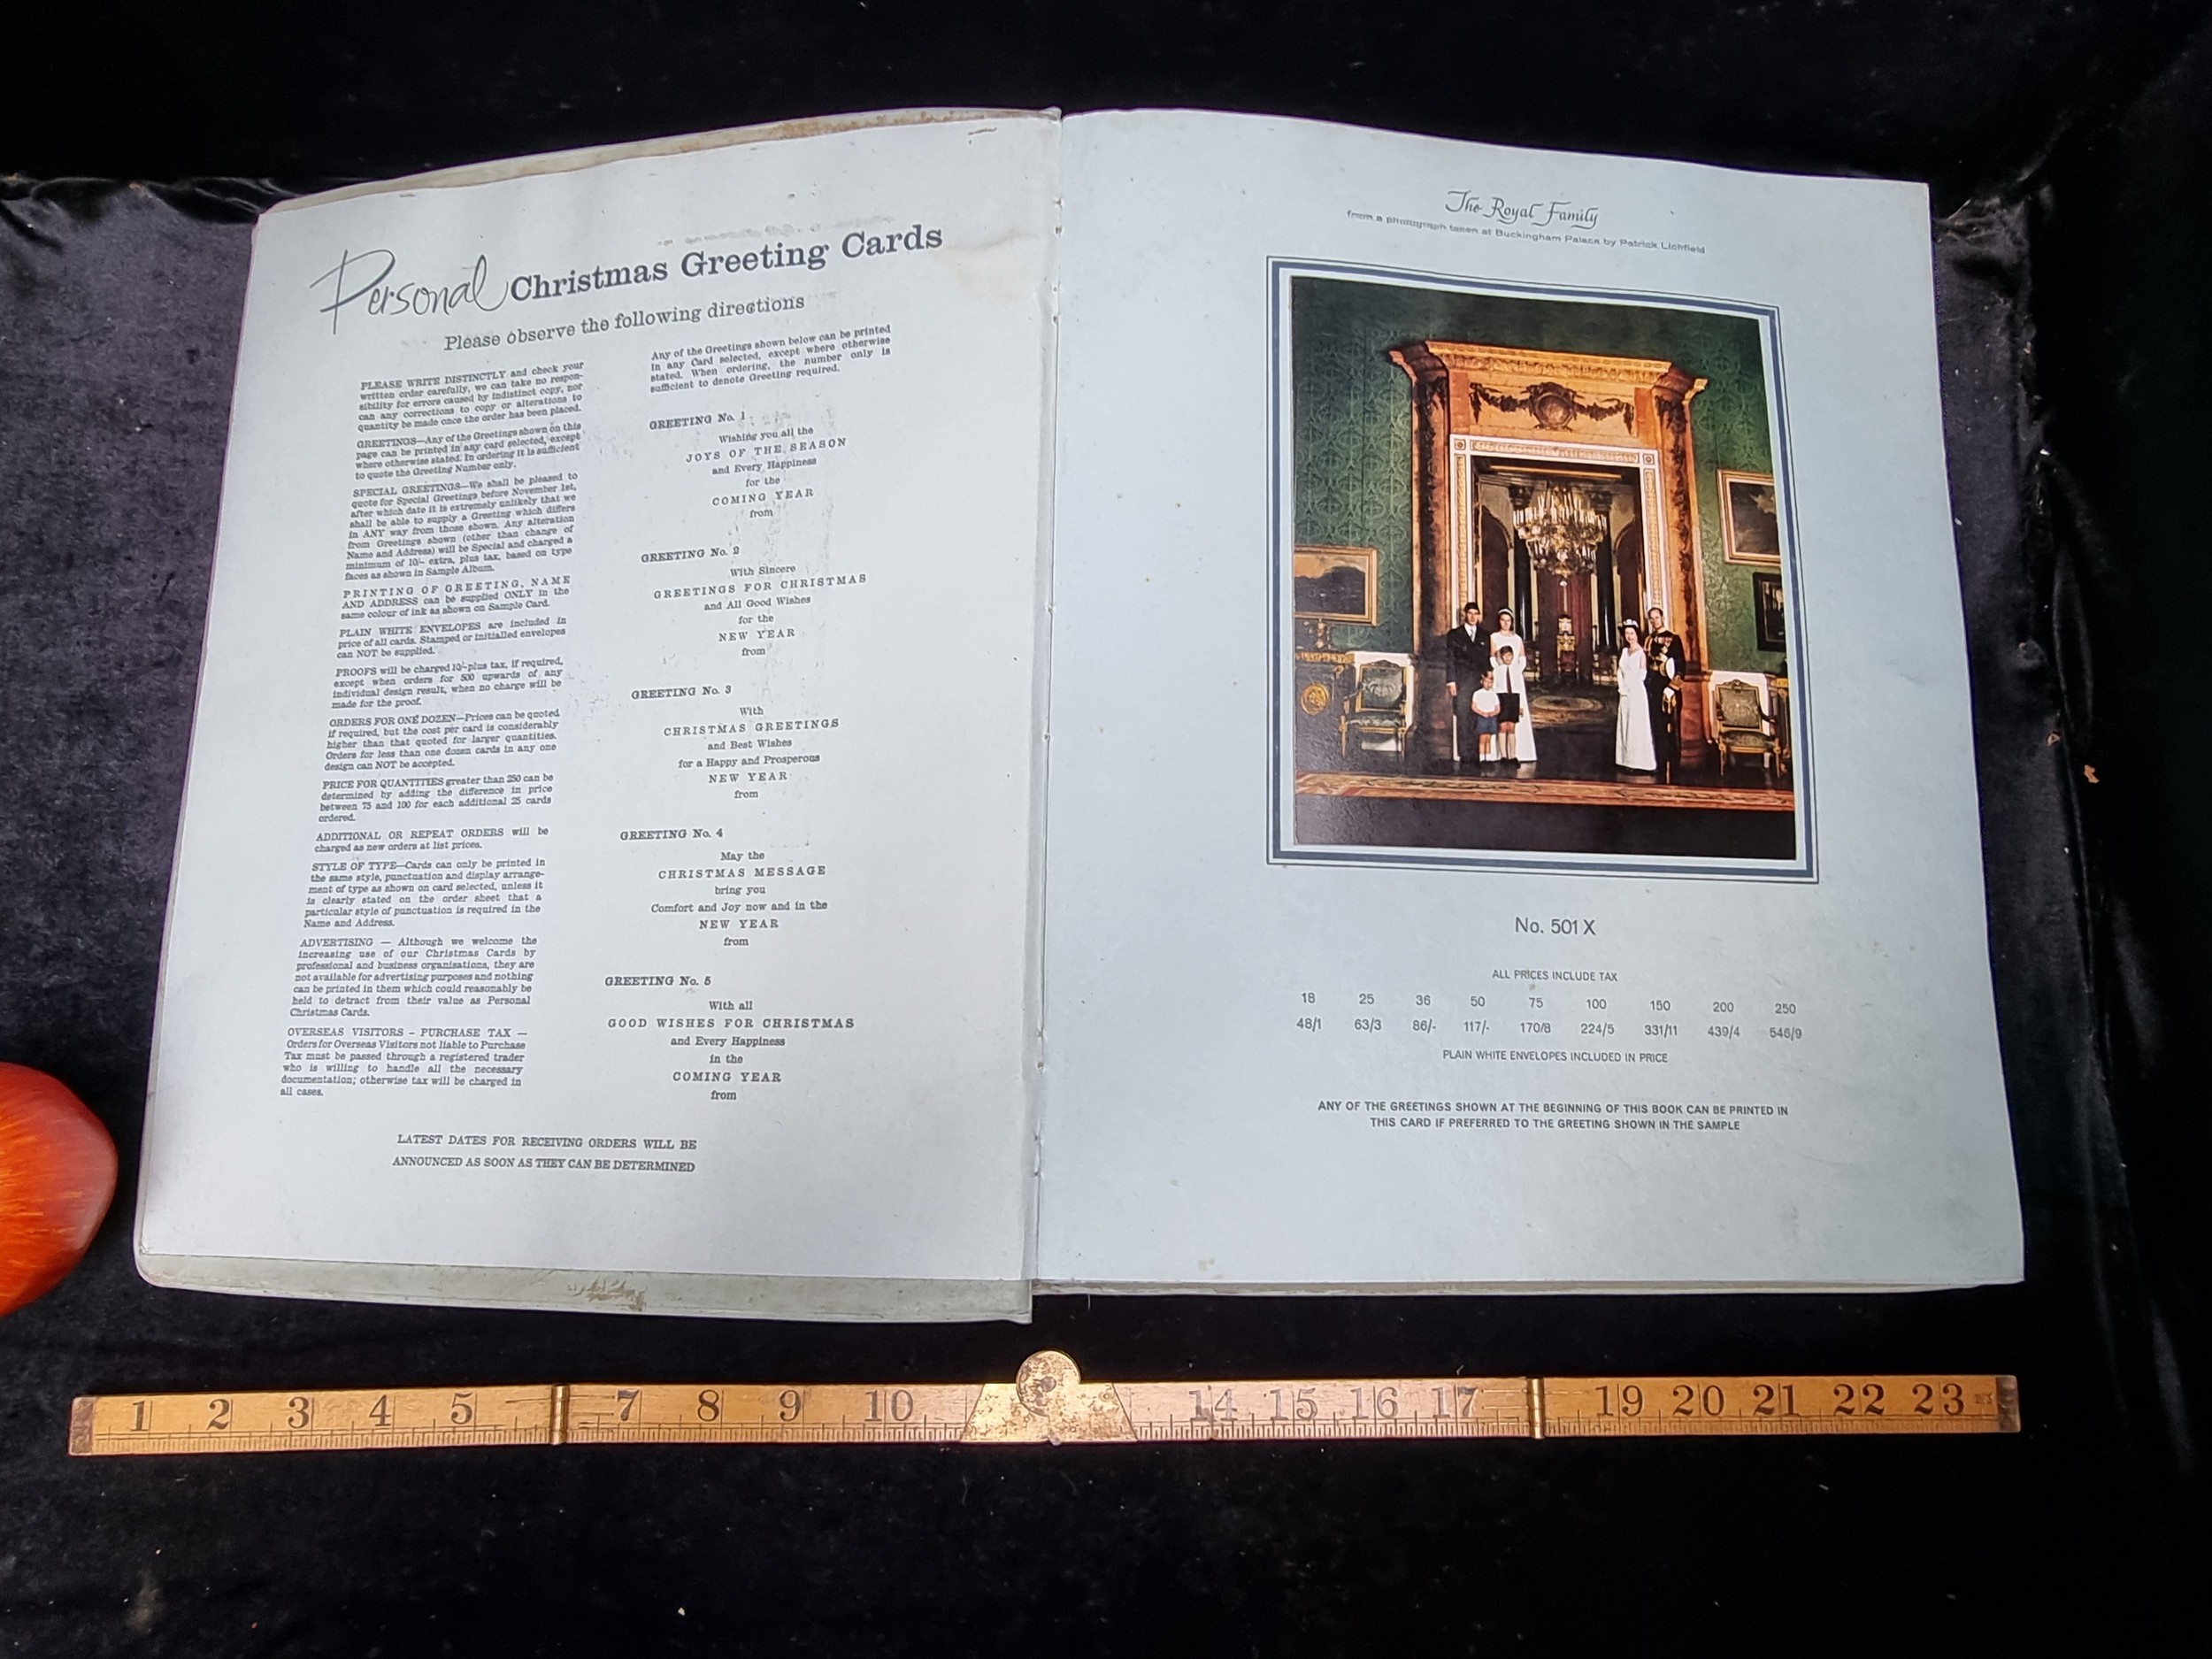 Personal Christmas Greeting Cards
Please observe the following directions
PLEASE WRITE DISTINCTLY and check your
written order carefully, we can take no respon-
sibility for errors caused by indistinct copy, nor
can any corrections to copy or alterations to
quantity be made once the order has been placed.
GREETINGS—Any of the Greetings shown on this
page can be printed in any card selected, except
where otherwise stated. In ordering it is sufficient
to quote the Greeting Number only.
SPECIAL GREETINGS—We shall be pleased to
quote for Special Greetings before November 1st,
after which date it is extremely unlikely that we
shall be able to supply a Greeting which differs
in ANY way from those shown. Any alteration
from Greetings shown (other than change of
Name and Address) will be Special and charged a
minimum of 10/- extra, plus tax, based on type
faces as shown in Sample Album.
PRINTING OF GREETING, NAME
AND ADDRESS can be supplied ONLY in the
same colour of ink as shown on Sample Card.
PLAIN WHITE ENVELOPES are included in
price of all cards. Stamped or initialled envelopes
can NOT be supplied.
PROOFS will be charged 10/- plus tax, if required,
except when orders for 500 upwards of any
individual design result, when no charge will be
made for the proof.
ORDERS FOR ONE DOZEN—Prices can be quoted
if required, but the cost per card is considerably
higher than that quoted for larger quantities.
Orders for less than one dozen cards in any one
design can NOT be accepted.
PRICE FOR QUANTITIES greater than 250 can be
determined by adding the difference in price
between 75 and 100 for each additional 25 cards
ordered.
ADDITIONAL OR REPEAT ORDERS will be
charged as new orders at list prices.
STYLE OF TYPE—Cards can only be printed in
the same style, punctuation and display arrange-
ment of type as shown on card selected, unless it
is clearly stated on the order sheet that a
particular style of punctuation is required in the
Name and Address.
ADVERTISING — Although we welcome the
increasing use of our Christmas Cards by
professional and business organisations, they are
not available for advertising purposes and nothing
can be printed in them which could reasonably be
held to detract from their value as Personal
Christmas Cards.
OVERSEAS VISITORS – PURCHASE TAX —
Orders for Overseas Visitors not liable to Purchase
Tax must be passed through a registered trader
who is willing to handle all the necessary
documentation; otherwise tax will be charged in
all cases.
Any of the Greetings shown below can be printed
in any Card selected, except where otherwise
stated. When ordering, the number only is
sufficient to denote Greeting required.
GREETING No. 1
Wishing you all the
JOYS OF THE SEASON
and Every Happiness
for the
COMING YEAR
from
GREETING No. 2
With Sincere
GREETINGS FOR CHRISTMAS
and All Good Wishes
for the
NEW YEAR
from
GREETING No. 3
With
CHRISTMAS GREETINGS
and Best Wishes
for a Happy and Prosperous
NEW YEAR
from
GREETING No. 4
May the
CHRISTMAS MESSAGE
bring you
Comfort and Joy now and in the
NEW YEAR
from
GREETING No. 5
With all
GOOD WISHES FOR CHRISTMAS
and Every Happiness
in the
COMING YEAR
from
LATEST DATES FOR RECEIVING ORDERS WILL BE
ANNOUNCED AS SOON AS THEY CAN BE DETERMINED
The Royal Family
from a photograph taken at Buckingham Palace by Patrick Lichfield
No. 501 X
ALL PRICES INCLUDE TAX
18 25 36 50 75 100 150 200 250
48/1 63/3 86/- 117/- 170/8 224/5 331/11 439/4 546/9
PLAIN WHITE ENVELOPES INCLUDED IN PRICE
ANY OF THE GREETINGS SHOWN AT THE BEGINNING OF THIS BOOK CAN BE PRINTED IN
THIS CARD IF PREFERRED TO THE GREETING SHOWN IN THE SAMPLE
1 2 3 4 5 7 8 9 10 14 15 16 17 19 20 21 22 23